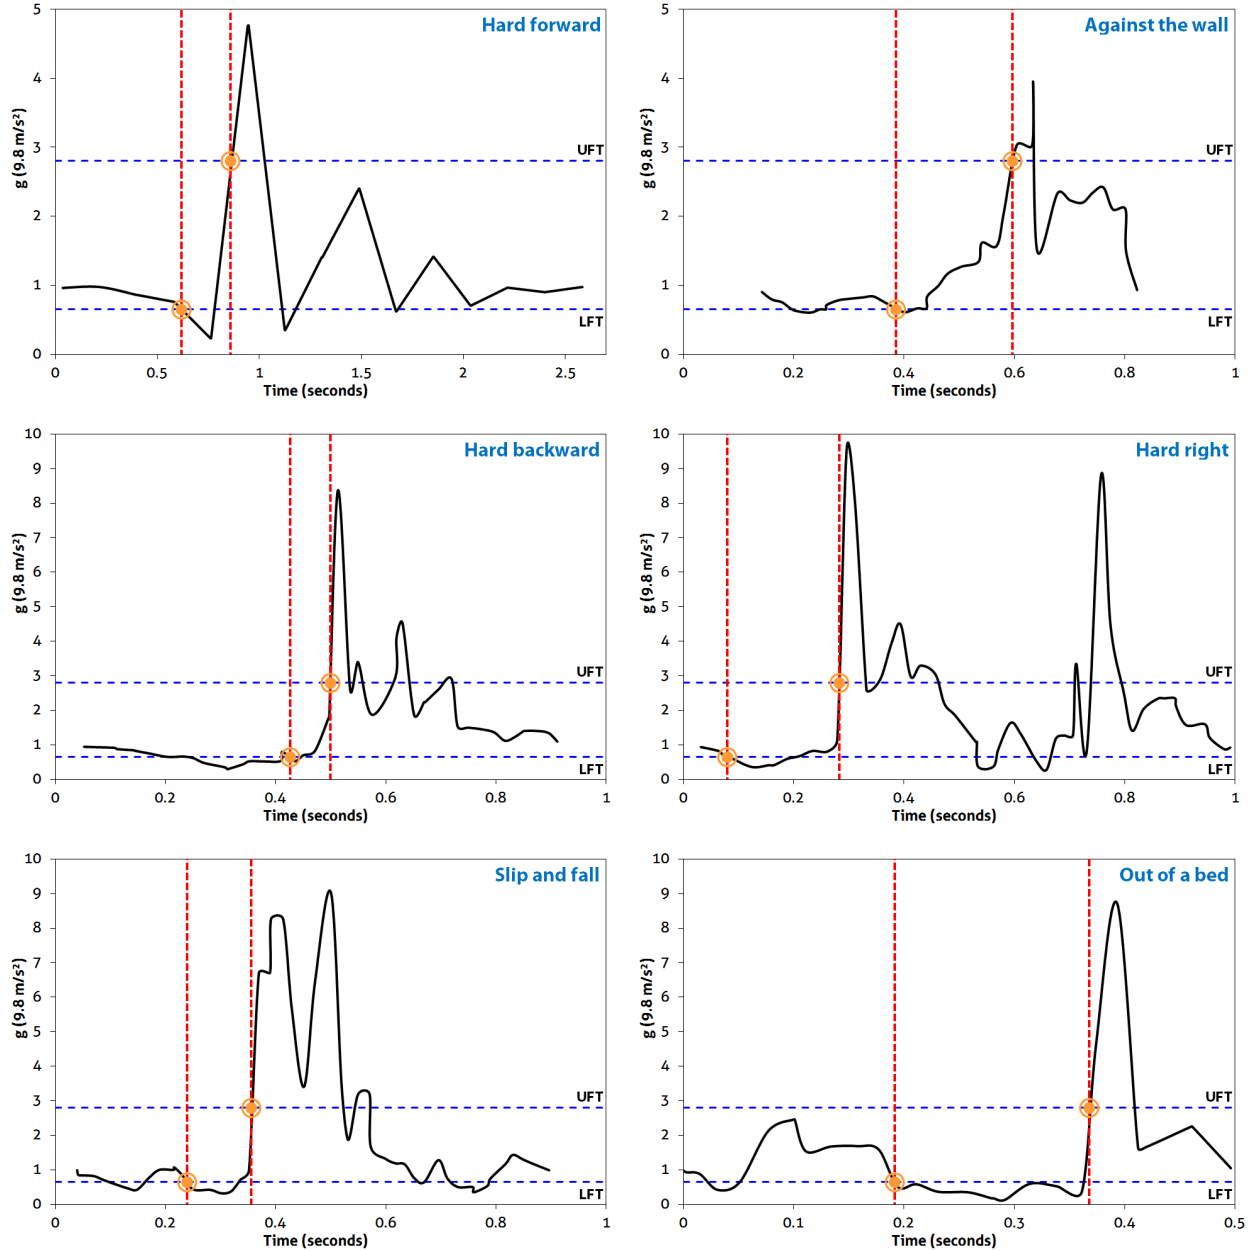 Hard forward
5
4
3
2
1
0
g (9.8 m/s²)
UFT
LFT
0 0.5 1 1.5 2 2.5
Time (seconds)
Against the wall
5
4
3
2
1
0
g (9.8 m/s²)
UFT
LFT
0 0.2 0.4 0.6 0.8 1
Time (seconds)
Hard backward
10
9
8
7
6
5
4
3
2
1
0
g (9.8 m/s²)
UFT
LFT
0 0.2 0.4 0.6 0.8 1
Time (seconds)
Hard right
10
9
8
7
6
5
4
3
2
1
0
g (9.8 m/s²)
UFT
LFT
0 0.2 0.4 0.6 0.8 1
Time (seconds)
Slip and fall
10
9
8
7
6
5
4
3
2
1
0
g (9.8 m/s²)
UFT
LFT
0 0.2 0.4 0.6 0.8 1
Time (seconds)
Out of a bed
10
9
8
7
6
5
4
3
2
1
0
g (9.8 m/s²)
UFT
LFT
0 0.1 0.2 0.3 0.4 0.5
Time (seconds)